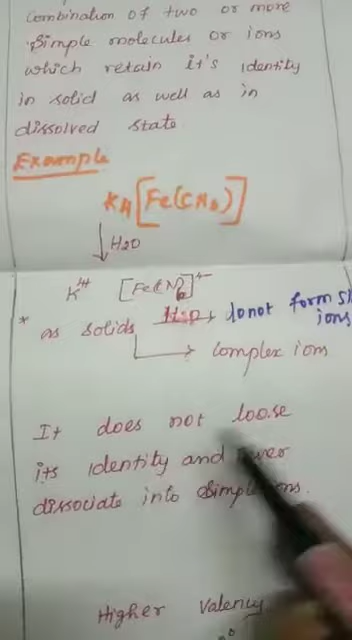 Combination of two or more
Simple molecules or ions
which retain it's identity
in solid as well as in
dissolved state
Example
K4[Fe(CN6)]
H2O
K4+ [Fe(CN)6]4-
* as solids H2O donot form
ions
complex ions
It does not loose
its identity and
dissociate into
Higher Valency